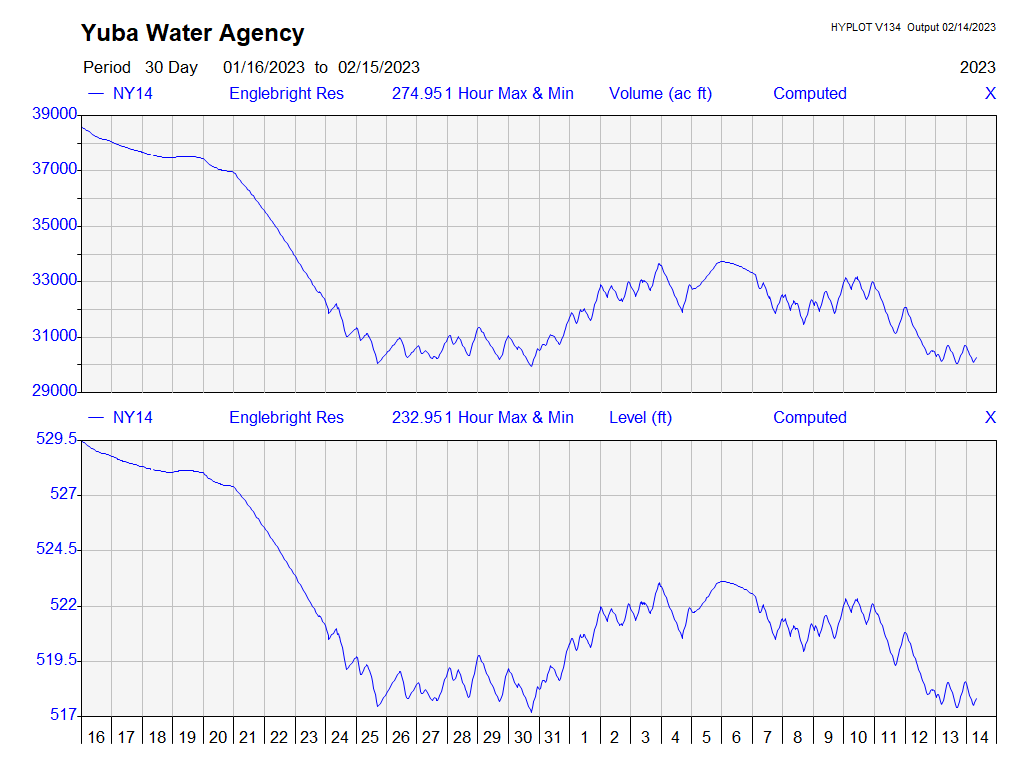 Yuba Water Agency
HYPLOT V134 Output 02/14/2023
Period 30 Day 01/16/2023 to 02/15/2023 2023
NY14 Englebright Res 274.951 Hour Max & Min Volume (ac ft) Computed X
39000
37000
35000
33000
31000
29000
NY14 Englebright Res 232.951 Hour Max & Min Level (ft) Computed X
529.5
527
524.5
522
519.5
517
16 17 18 19 20 21 22 23 24 25 26 27 28 29 30 31 1 2 3 4 5 6 7 8 9 10 11 12 13 14